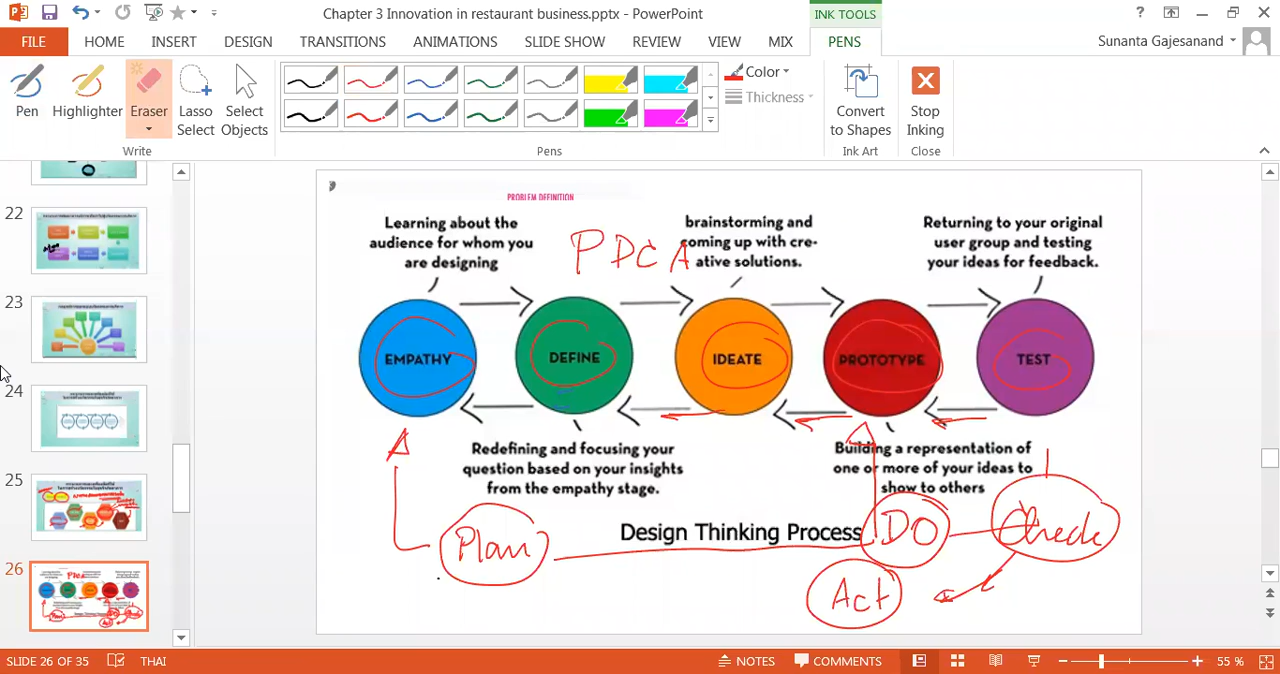 Chapter 3 Innovation in restaurant business.pptx - PowerPoint
INK TOOLS
FILE
HOME
INSERT
DESIGN
TRANSITIONS
ANIMATIONS
SLIDE SHOW
REVIEW
VIEW
MIX
PENS
Sunanta Gajesanand
Pen
Highlighter
Eraser
Lasso
Select
Select
Objects
Color
Thickness
Convert
to Shapes
Stop
Inking
Write
Pens
Ink Art
Close
22
23
24
25
26
PROBLEM DEFINITION
Learning about the
audience for whom you
are designing
PDCA
brainstorming and
coming up with cre-
ative solutions.
Returning to your original
user group and testing
your ideas for feedback.
EMPATHY
DEFINE
IDEATE
PROTOTYPE
TEST
Redefining and focusing your
question based on your insights
from the empathy stage.
Building a representation of
one or more of your ideas to
show to others
Design Thinking Process
Plan
DO
Check
Act
SLIDE 26 OF 35
THAI
NOTES
COMMENTS
55 %